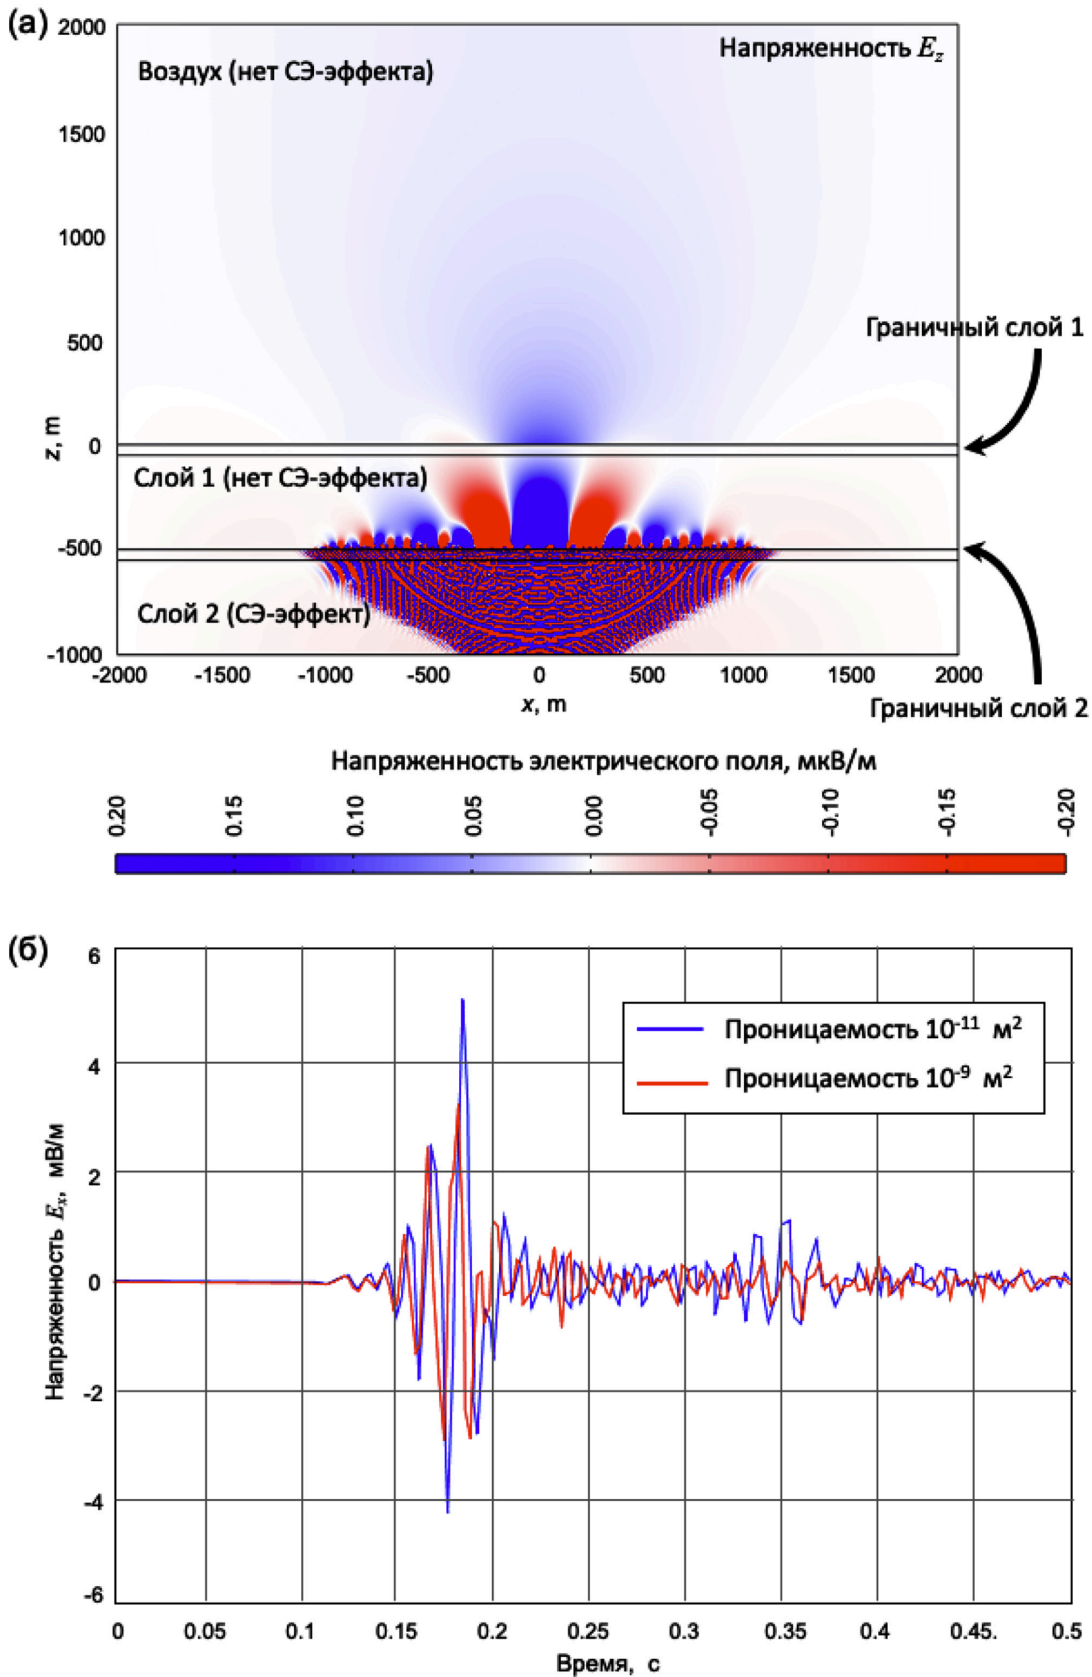 (а)
Напряженность E_z
Воздух (нет СЭ-эффекта)
2000
1500
1000
500
0
-500
-1000
z, m
Граничный слой 1
Слой 1 (нет СЭ-эффекта)
Слой 2 (СЭ-эффект)
-2000 -1500 -1000 -500 0 500 1000 1500 2000
x, m
Граничный слой 2
Напряженность электрического поля, мкВ/м
0.20 0.15 0.10 0.05 0.00 -0.05 -0.10 -0.15 -0.20
(б)
6
4
2
0
-2
-4
-6
Напряженность E_x, мВ/м
Проницаемость 10⁻¹¹ м²
Проницаемость 10⁻⁹ м²
0 0.05 0.1 0.15 0.2 0.25 0.3 0.35 0.4 0.45. 0.5
Время, с